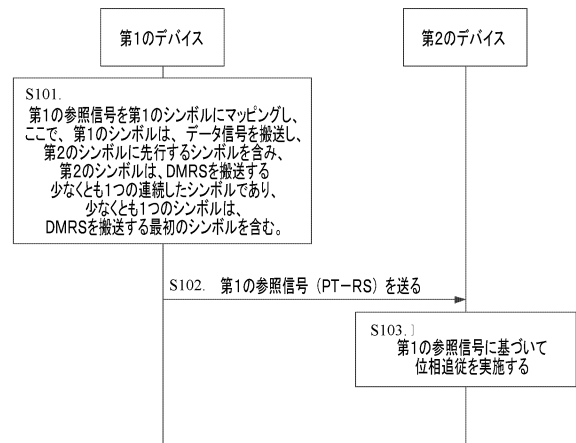 第1のデバイス
第2のデバイス
S101.
第1の参照信号を第1のシンボルにマッピングし、
ここで、第1のシンボルは、データ信号を搬送し、
第2のシンボルに先行するシンボルを含み、
第2のシンボルは、DMRSを搬送する
少なくとも1つの連続したシンボルであり、
少なくとも1つのシンボルは、
DMRSを搬送する最初のシンボルを含む。
S102. 第1の参照信号（PT－RS）を送る
S103.
第1の参照信号に基づいて
位相追従を実施する